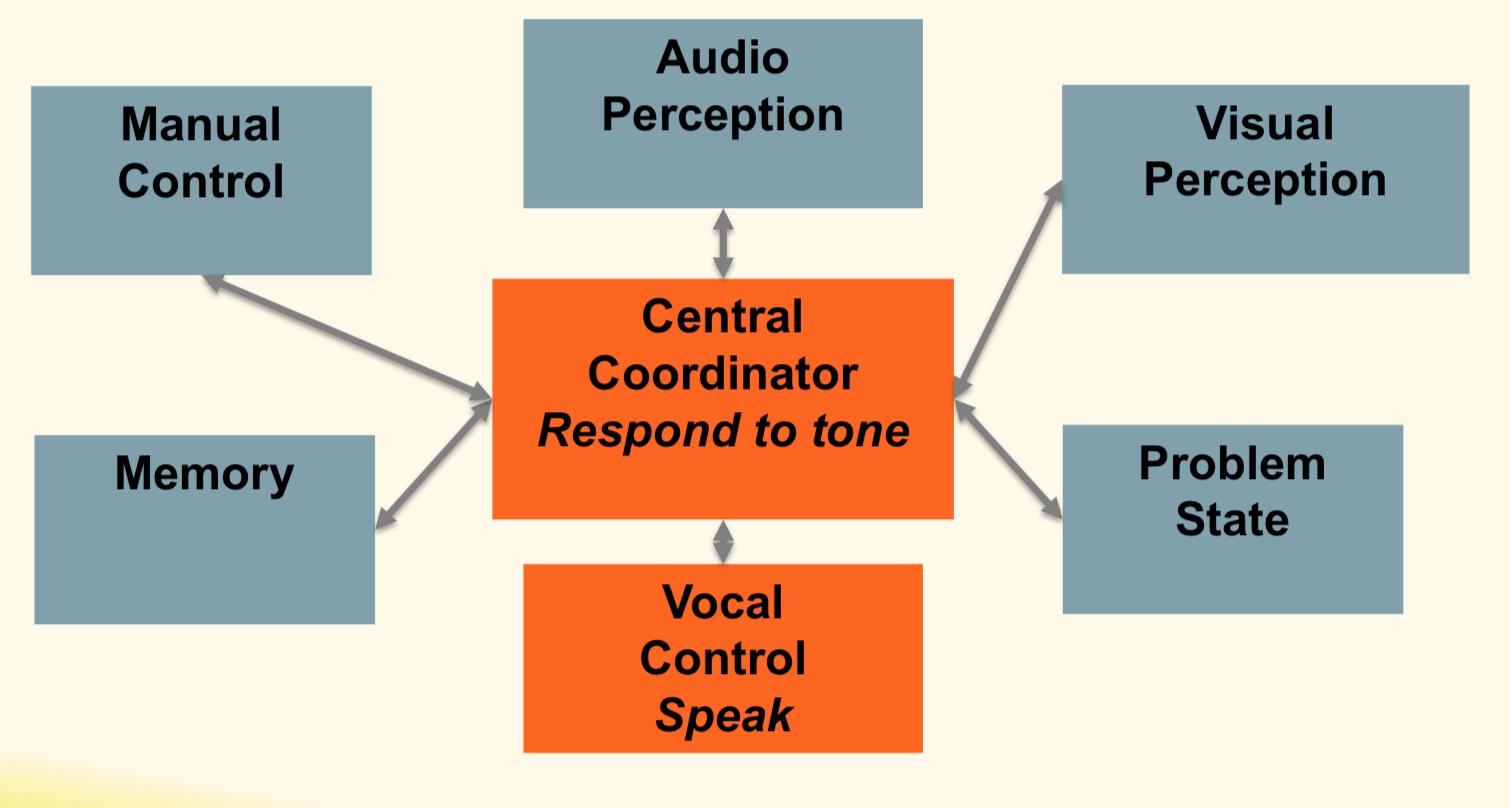 Audio
Perception
Manual
Control
Visual
Perception
Central
Coordinator
Respond to tone
Memory
Problem
State
Vocal
Control
Speak